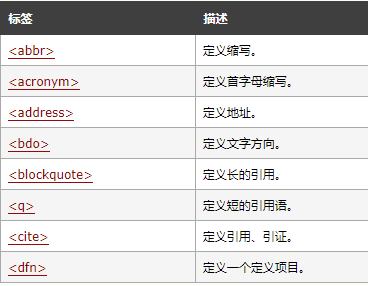 标签 描述
<abbr> 定义缩写。
<acronym> 定义首字母缩写。
<address> 定义地址。
<bdo> 定义文字方向。
<blockquote> 定义长的引用。
<q> 定义短的引用语。
<cite> 定义引用、引证。
<dfn> 定义一个定义项目。